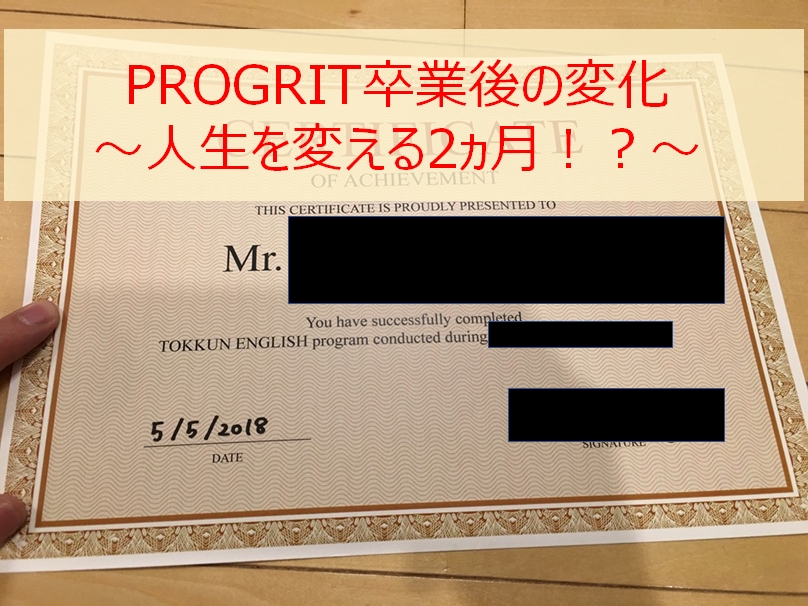 PROGRIT卒業後の変化
～人生を変える2ヵ月！？～
CERTIFICATE
OF ACHIEVEMENT
THIS CERTIFICATE IS PROUDLY PRESENTED TO
Mr.
You have successfully completed
TOKKUN ENGLISH program conducted during
5/5/2018
DATE
SIGNATURE